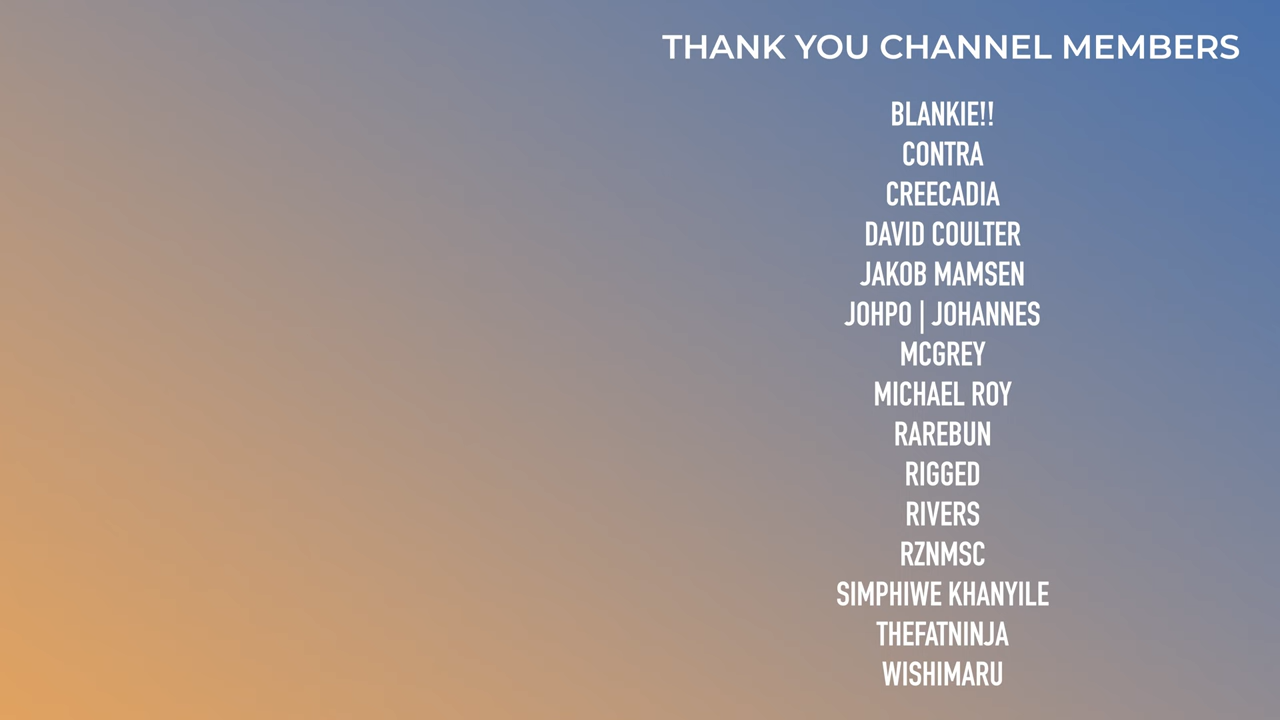 THANK YOU CHANNEL MEMBERS
BLANKIE!!
CONTRA
CREECADIA
DAVID COULTER
JAKOB MAMSEN
JOHPO | JOHANNES
MCGREY
MICHAEL ROY
RAREBUN
RIGGED
RIVERS
RZNMSC
SIMPHIWE KHANYILE
THEFATNINJA
WISHIMARU